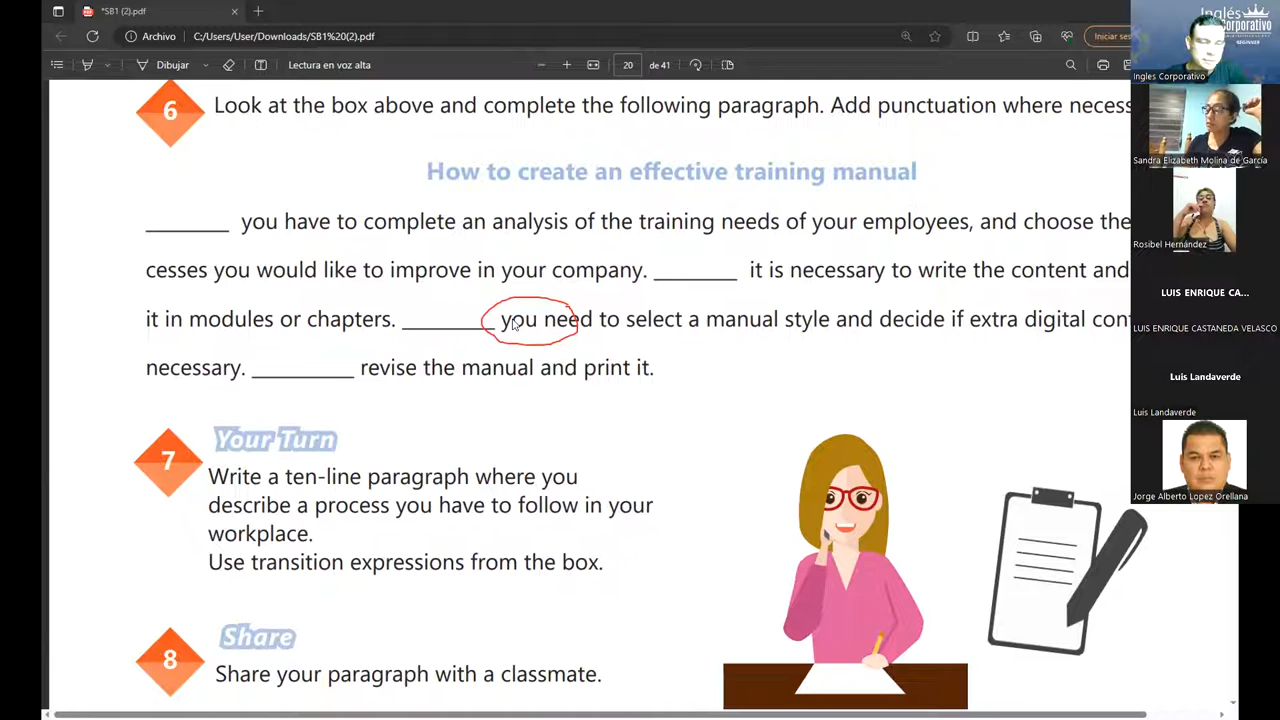 *SB1 (2).pdf
Archivo
C:/Users/User/Downloads/SB1%20(2).pdf
Iniciar ses
Dibujar
Lectura en voz alta
20
de 41
6
Look at the box above and complete the following paragraph. Add punctuation where necess
How to create an effective training manual
________ you have to complete an analysis of the training needs of your employees, and choose the
cesses you would like to improve in your company. ________ it is necessary to write the content and
it in modules or chapters. _________ you need to select a manual style and decide if extra digital con
necessary. __________ revise the manual and print it.
7
Your Turn
Write a ten-line paragraph where you
describe a process you have to follow in your
workplace.
Use transition expressions from the box.
8
Share
Share your paragraph with a classmate.
Inglés
Corporativo
BEGINNER
Ingles Corporativo
Sandra Elizabeth Molina de García
Rosibel Hernández
LUIS ENRIQUE CA...
LUIS ENRIQUE CASTANEDA VELASCO
Luis Landaverde
Luis Landaverde
Jorge Alberto Lopez Orellana